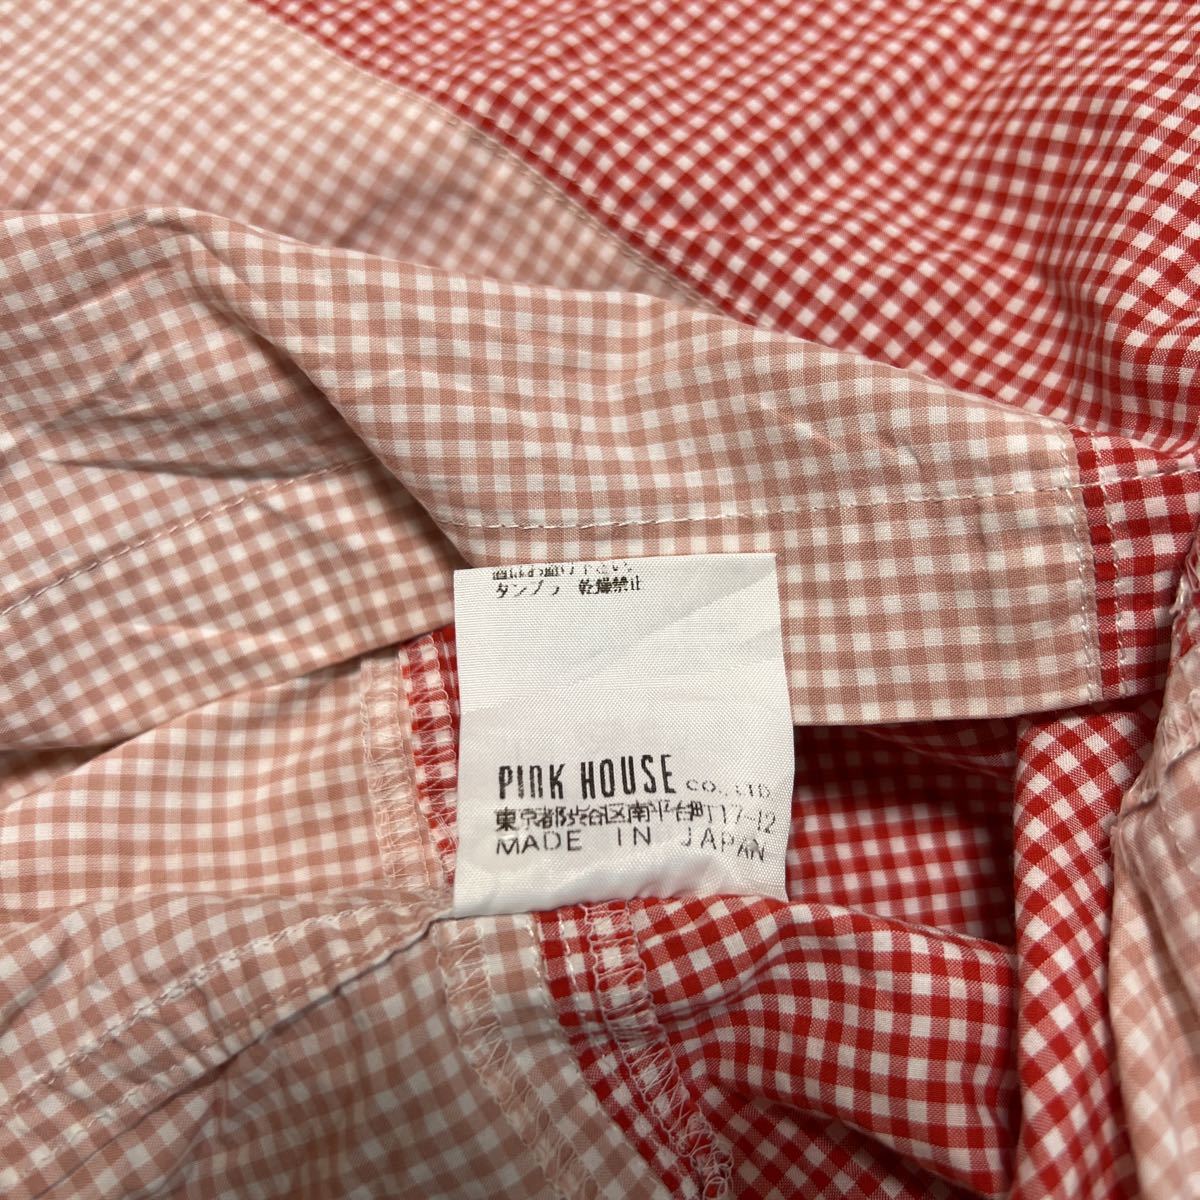 タンブラー乾燥禁止
PINK HOUSE CO., LTD.
東京都渋谷区南平台町17-12
MADE IN JAPAN